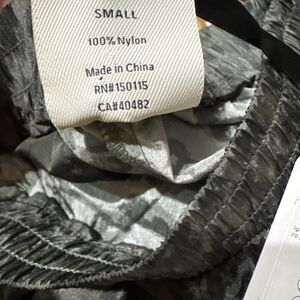 SMALL
100% Nylon
Made in China
RN#150115
CA#40482